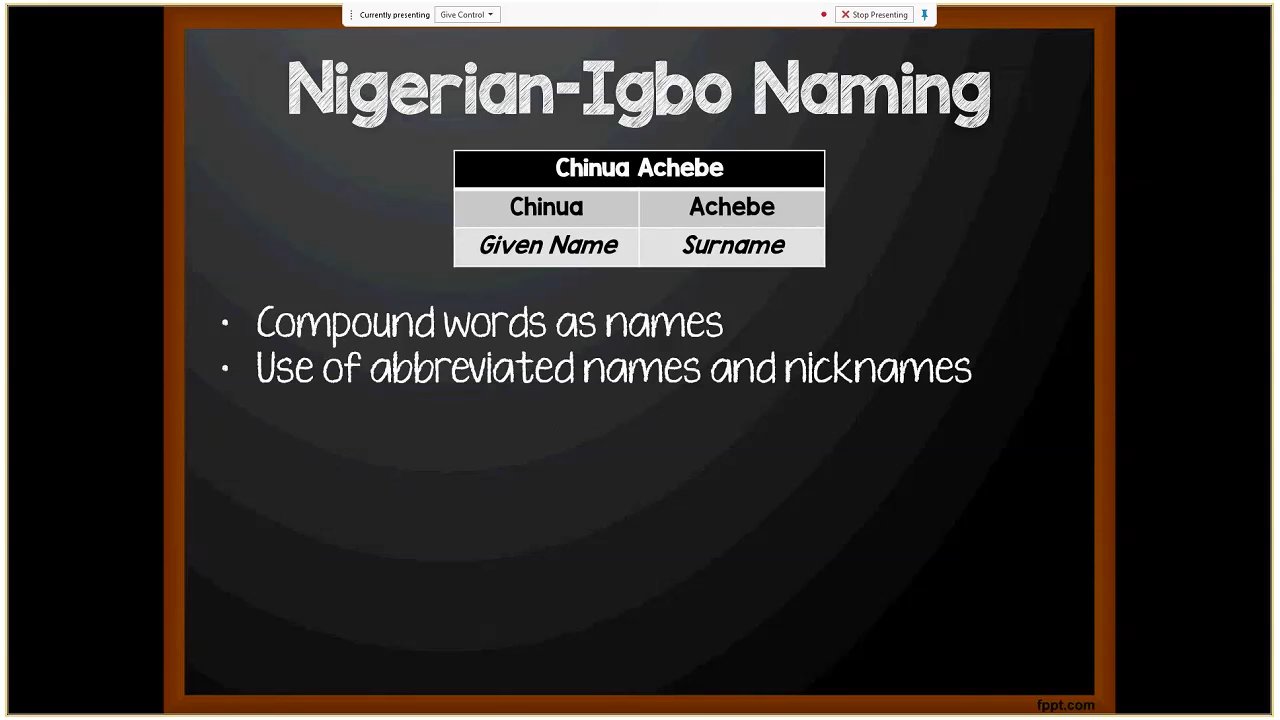 Currently presenting Give Control Stop Presenting
Nigerian-Igbo Naming
Chinua Achebe
Chinua Achebe
Given Name Surname
• Compound words as names
• Use of abbreviated names and nicknames
fppt.com